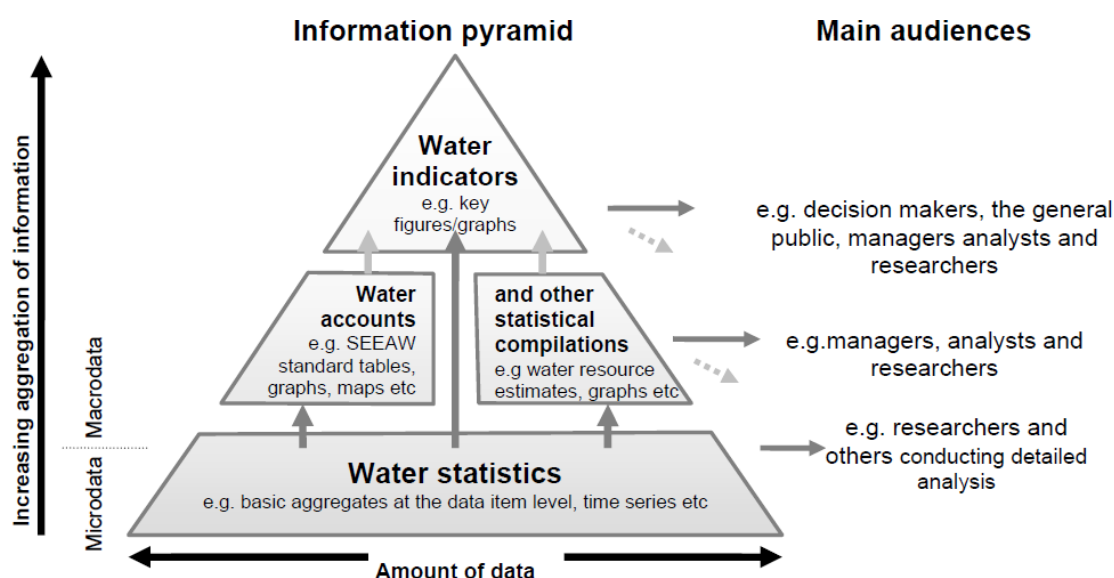 Information pyramid
Main audiences
Increasing aggregation of information
Macrodata
Microdata
Water
indicators
e.g. key
figures/graphs
e.g. decision makers, the general
public, managers analysts and
researchers
Water
accounts
e.g. SEEAW
standard tables,
graphs, maps etc
and other
statistical
compilations
e.g water resource
estimates, graphs etc
e.g.managers, analysts and
researchers
Water statistics
e.g. basic aggregates at the data item level, time series etc
e.g. researchers and
others conducting detailed
analysis
Amount of data